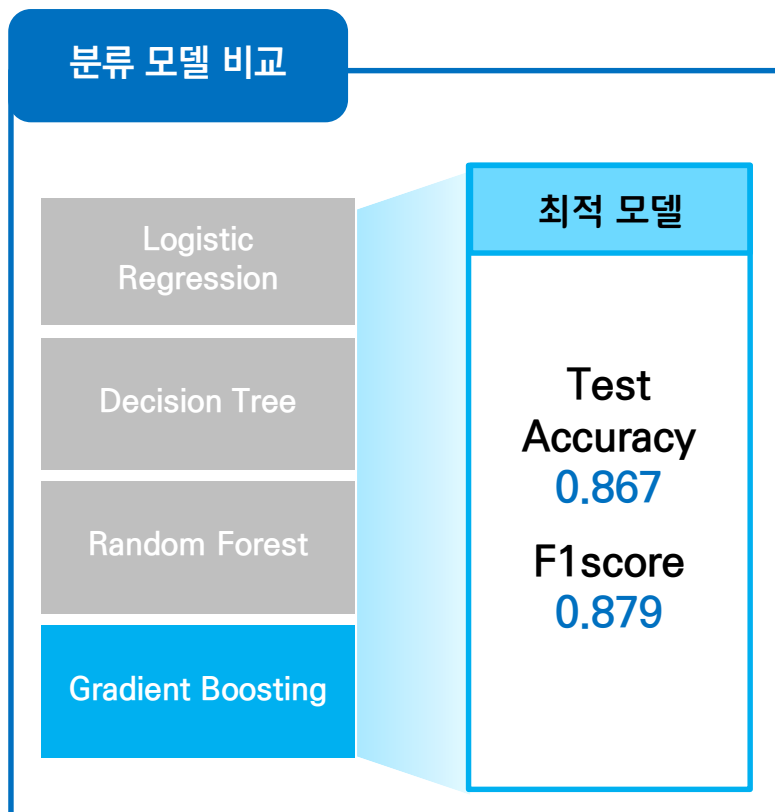 분류 모델 비교
Logistic
Regression
Decision Tree
Random Forest
Gradient Boosting
최적 모델
Test
Accuracy
0.867
F1score
0.879